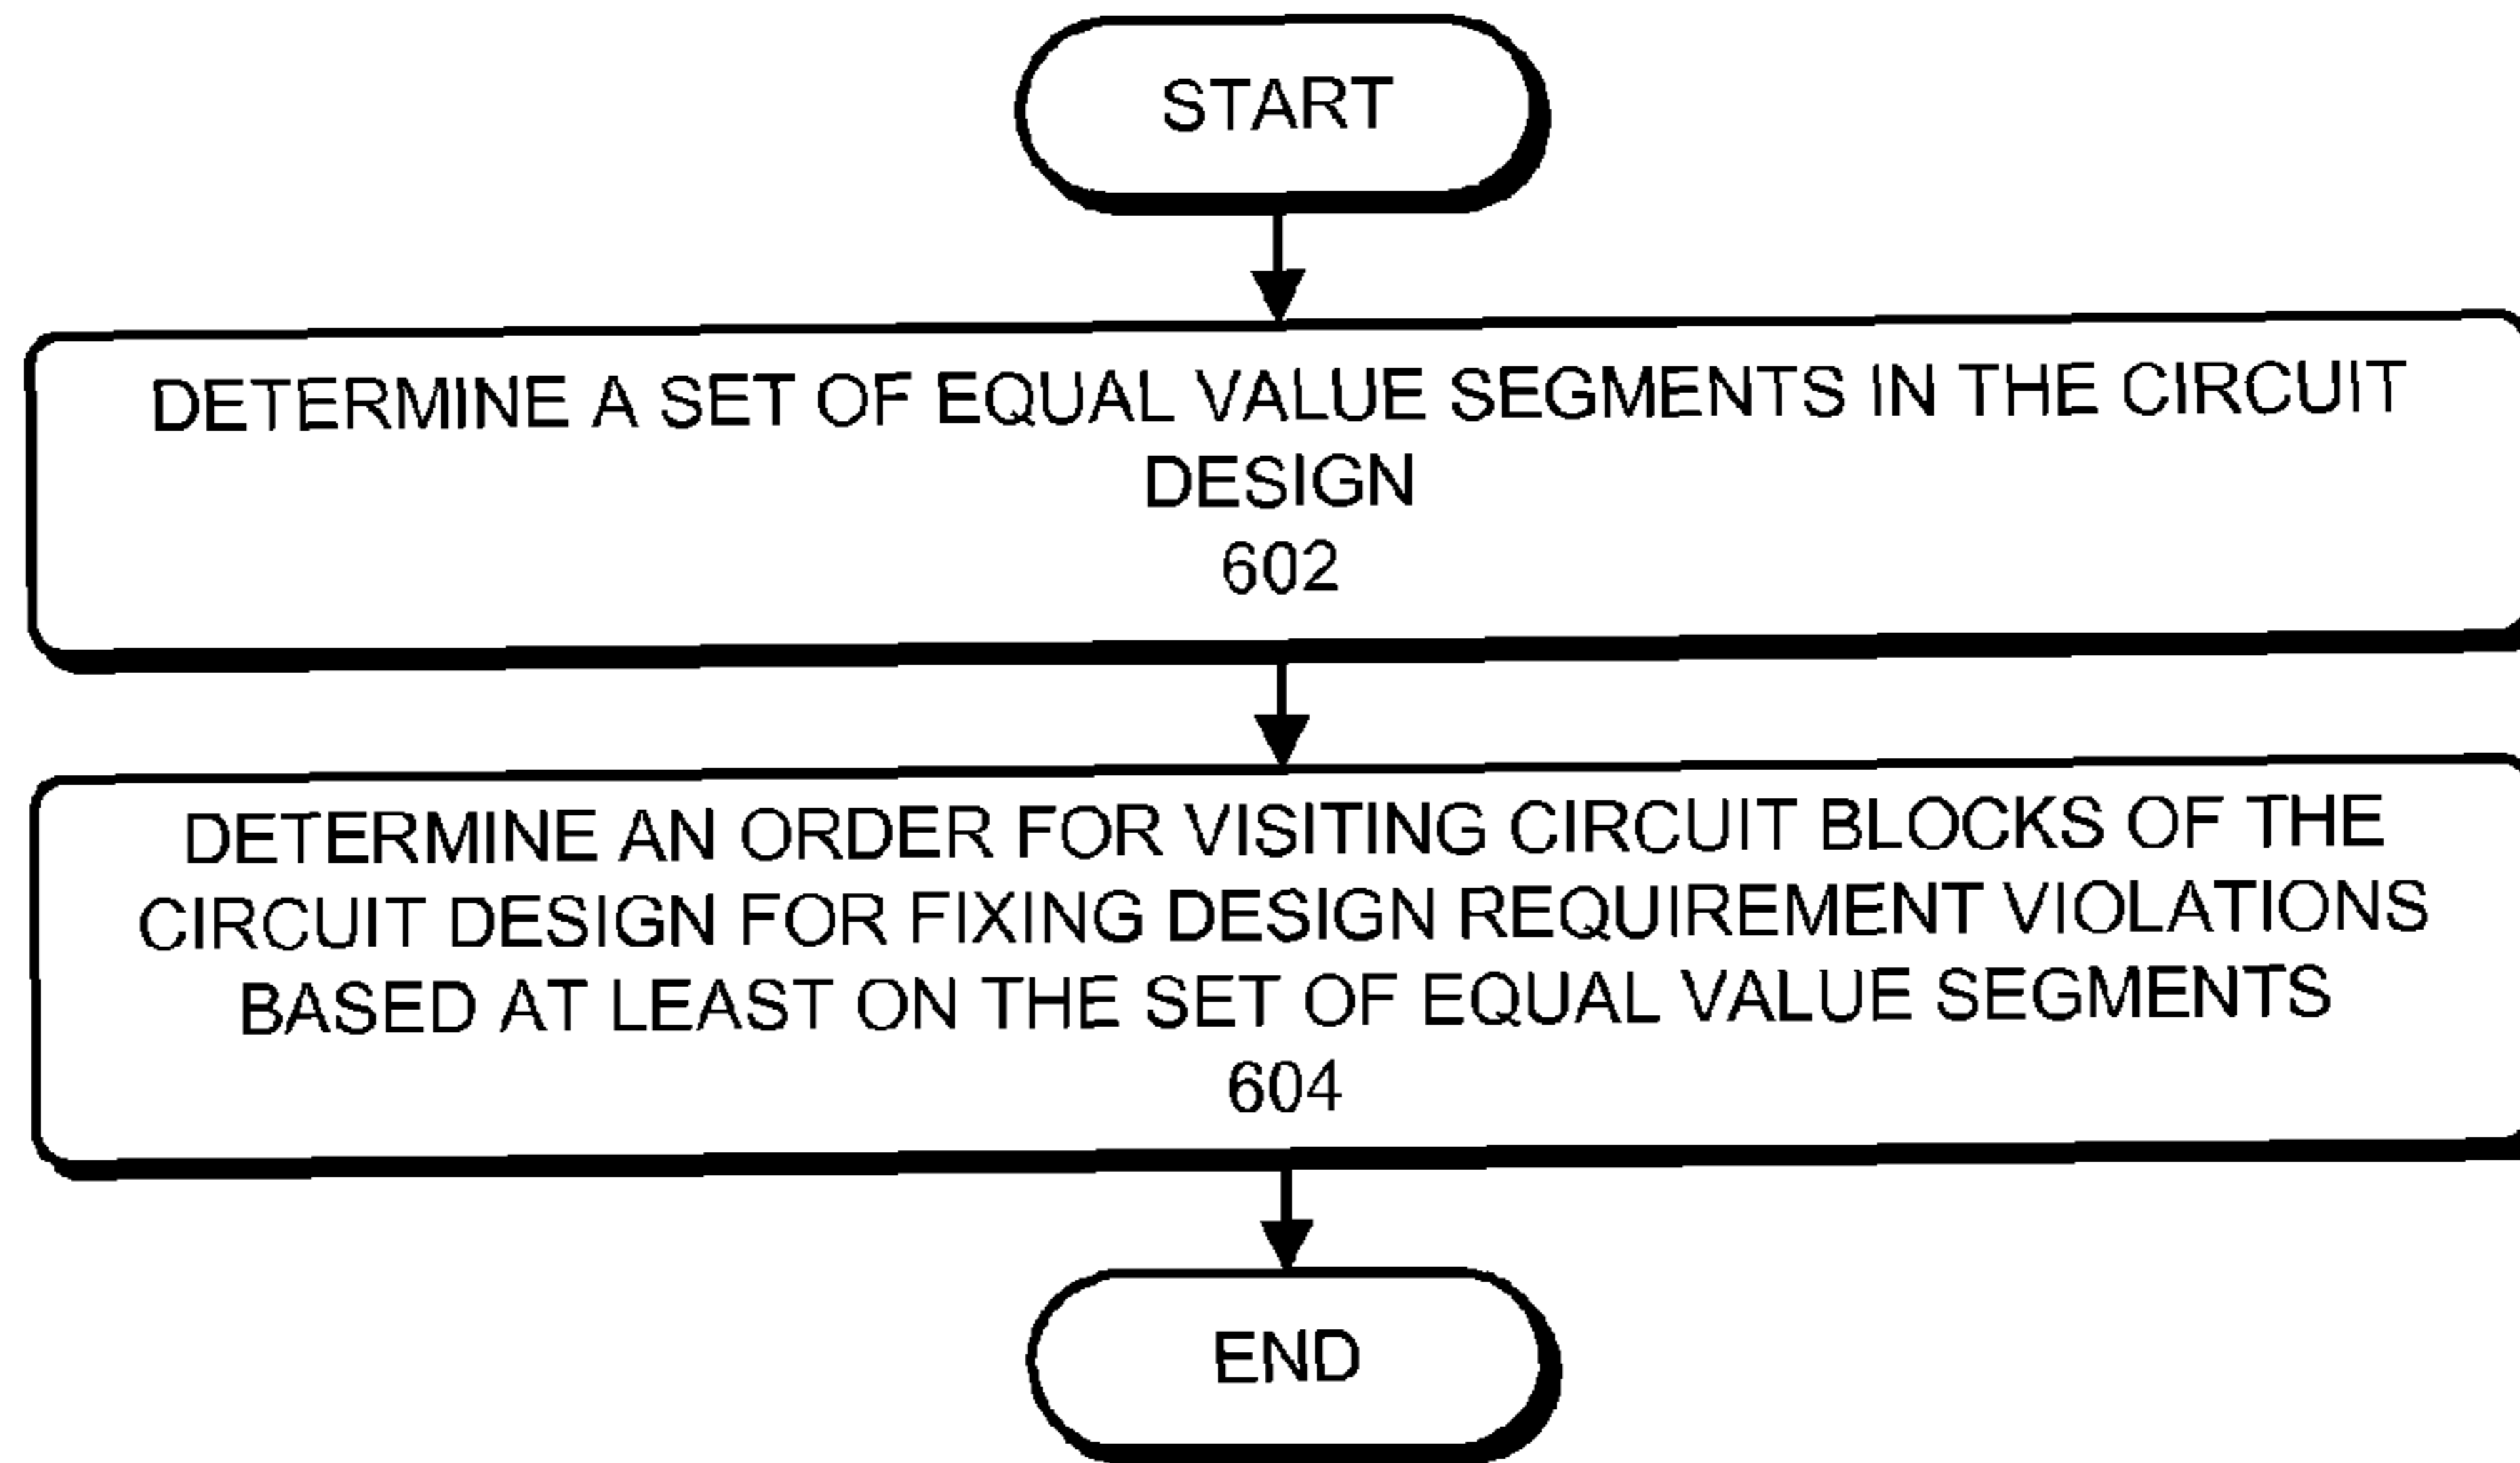 START
DETERMINE A SET OF EQUAL VALUE SEGMENTS IN THE CIRCUIT
DESIGN
602
DETERMINE AN ORDER FOR VISITING CIRCUIT BLOCKS OF THE
CIRCUIT DESIGN FOR FIXING DESIGN REQUIREMENT VIOLATIONS
BASED AT LEAST ON THE SET OF EQUAL VALUE SEGMENTS
604
END